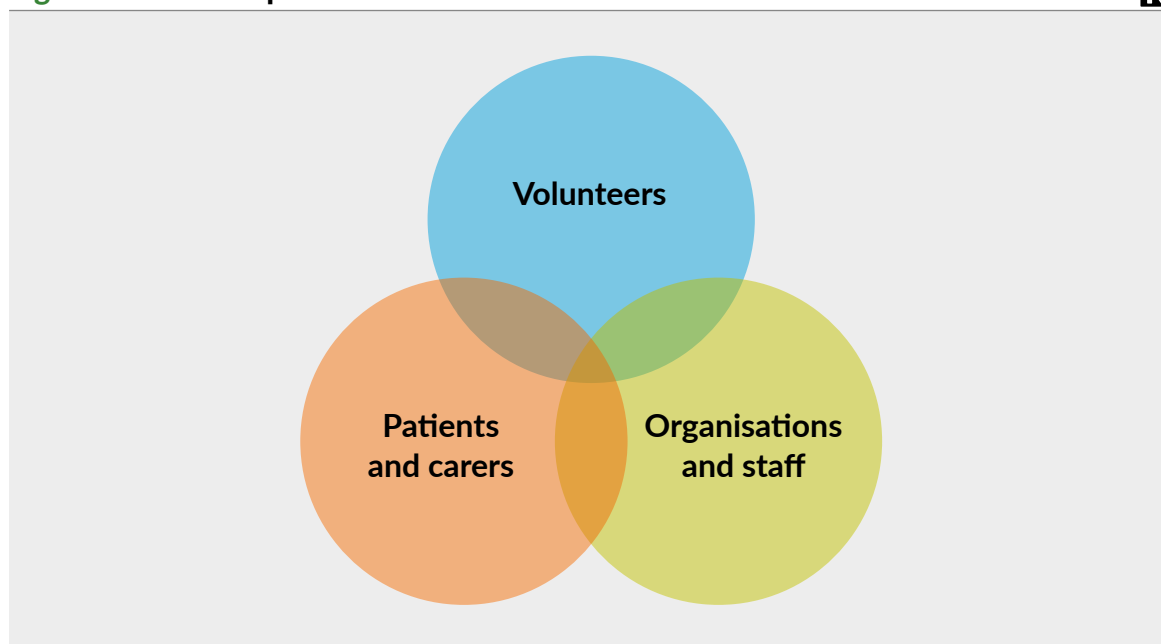 Volunteers
Patients
and carers
Organisations
and staff